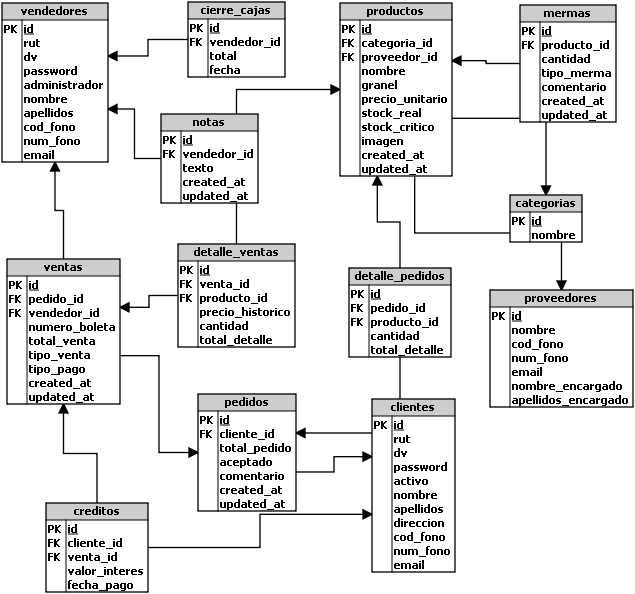 vendedores
PK id
rut
dv
password
administrador
nombre
apellidos
cod_fono
num_fono
email
cierre_cajas
PK id
FK vendedor_id
total
fecha
productos
PK id
FK categoria_id
FK proveedor_id
nombre
granel
precio_unitario
stock_real
stock_critico
imagen
created_at
updated_at
mermas
PK id
FK producto_id
cantidad
tipo_merma
comentario
created_at
updated_at
notas
PK id
FK vendedor_id
texto
created_at
updated_at
categorias
PK id
nombre
ventas
PK id
FK pedido_id
FK vendedor_id
numero_boleta
total_venta
tipo_venta
tipo_pago
created_at
updated_at
detalle_ventas
PK id
FK venta_id
FK producto_id
precio_historico
cantidad
total_detalle
detalle_pedidos
PK id
FK pedido_id
FK producto_id
cantidad
total_detalle
proveedores
PK id
nombre
cod_fono
num_fono
email
nombre_encargado
apellidos_encargado
pedidos
PK id
FK cliente_id
total_pedido
aceptado
comentario
created_at
updated_at
clientes
PK id
rut
dv
password
activo
nombre
apellidos
direccion
cod_fono
num_fono
email
creditos
PK id
FK cliente_id
FK venta_id
valor_interes
fecha_pago